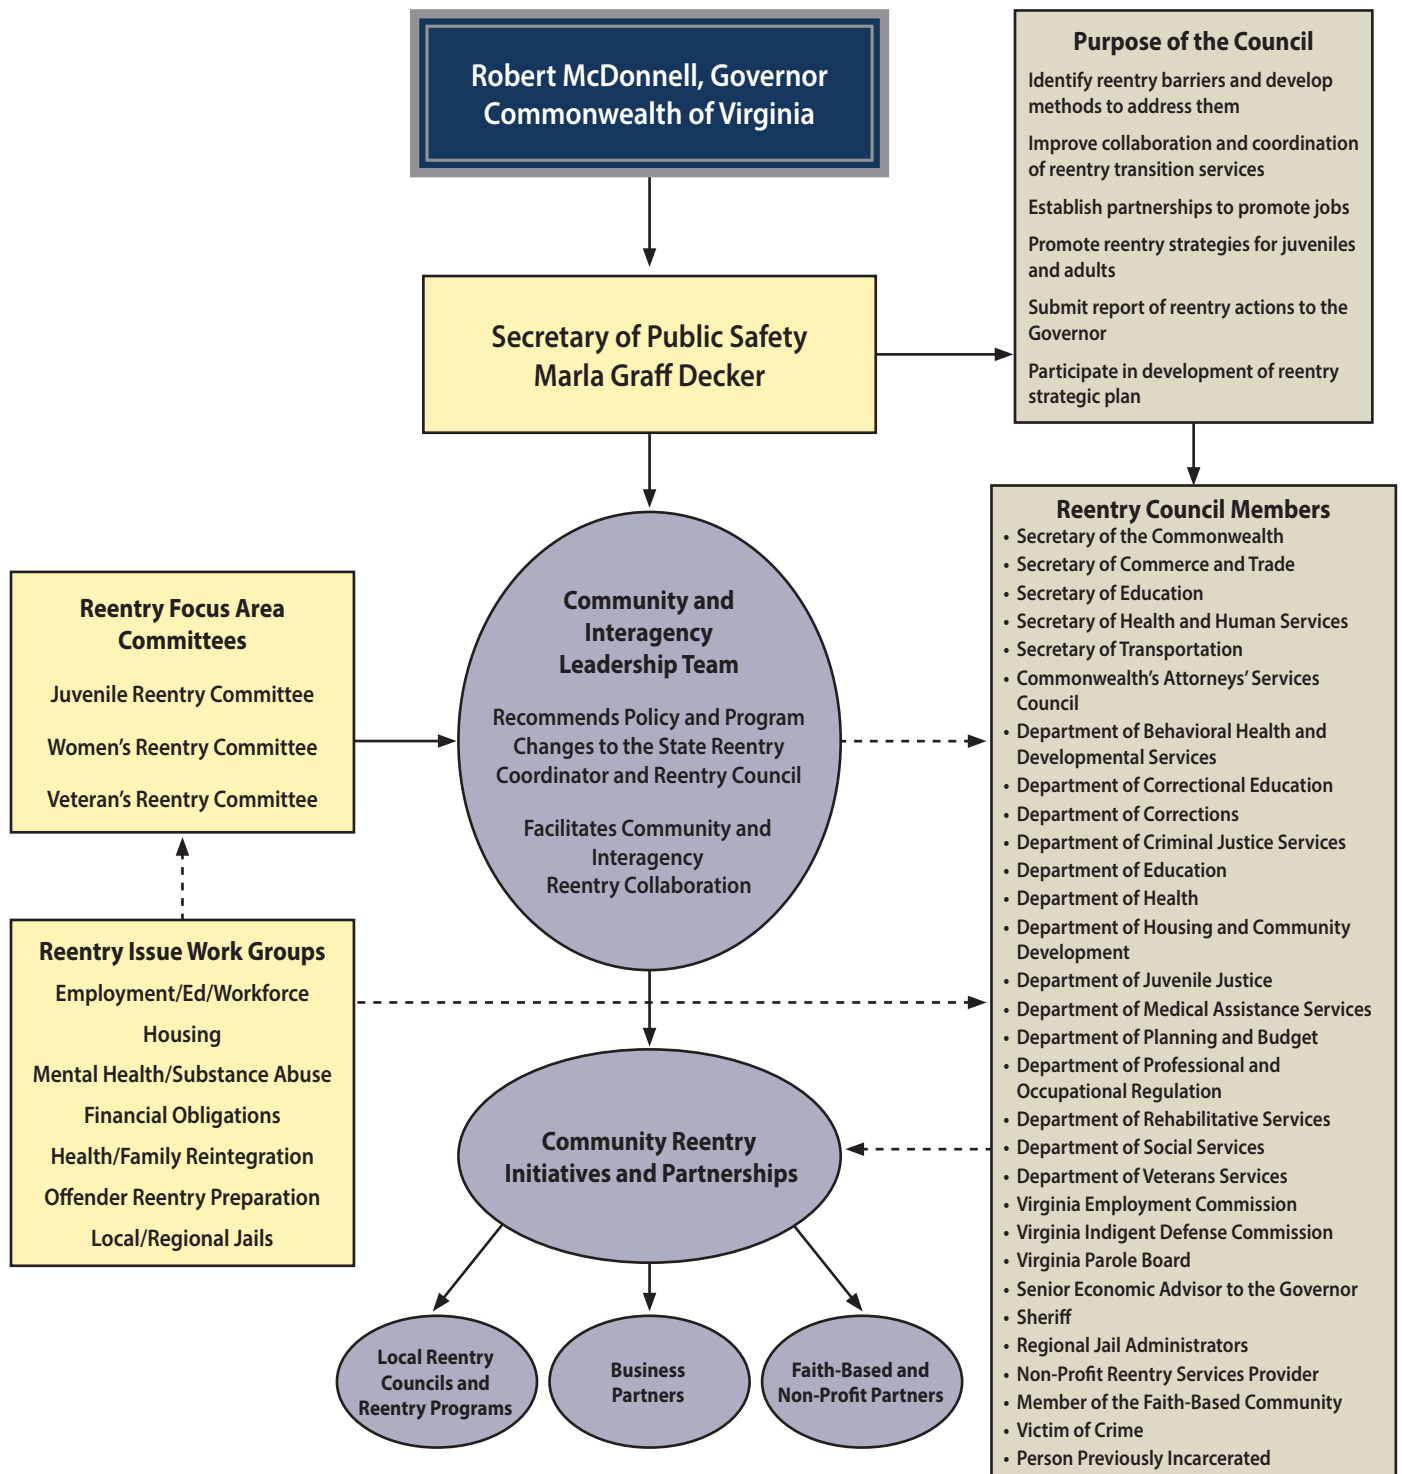 Robert McDonnell, Governor
Commonwealth of Virginia
Purpose of the Council
Identify reentry barriers and develop
methods to address them
Improve collaboration and coordination
of reentry transition services
Establish partnerships to promote jobs
Promote reentry strategies for juveniles
and adults
Submit report of reentry actions to the
Governor
Participate in development of reentry
strategic plan
Secretary of Public Safety
Marla Graff Decker
Community and
Interagency
Leadership Team
Recommends Policy and Program
Changes to the State Reentry
Coordinator and Reentry Council
Facilitates Community and
Interagency
Reentry Collaboration
Reentry Focus Area
Committees
Juvenile Reentry Committee
Women's Reentry Committee
Veteran's Reentry Committee
Reentry Issue Work Groups
Employment/Ed/Workforce
Housing
Mental Health/Substance Abuse
Financial Obligations
Health/Family Reintegration
Offender Reentry Preparation
Local/Regional Jails
Community Reentry
Initiatives and Partnerships
Local Reentry
Councils and
Reentry Programs
Business
Partners
Faith-Based and
Non-Profit Partners
Reentry Council Members
• Secretary of the Commonwealth
• Secretary of Commerce and Trade
• Secretary of Education
• Secretary of Health and Human Services
• Secretary of Transportation
• Commonwealth's Attorneys' Services
Council
• Department of Behavioral Health and
Developmental Services
• Department of Correctional Education
• Department of Corrections
• Department of Criminal Justice Services
• Department of Education
• Department of Health
• Department of Housing and Community
Development
• Department of Juvenile Justice
• Department of Medical Assistance Services
• Department of Planning and Budget
• Department of Professional and
Occupational Regulation
• Department of Rehabilitative Services
• Department of Social Services
• Department of Veterans Services
• Virginia Employment Commission
• Virginia Indigent Defense Commission
• Virginia Parole Board
• Senior Economic Advisor to the Governor
• Sheriff
• Regional Jail Administrators
• Non-Profit Reentry Services Provider
• Member of the Faith-Based Community
• Victim of Crime
• Person Previously Incarcerated